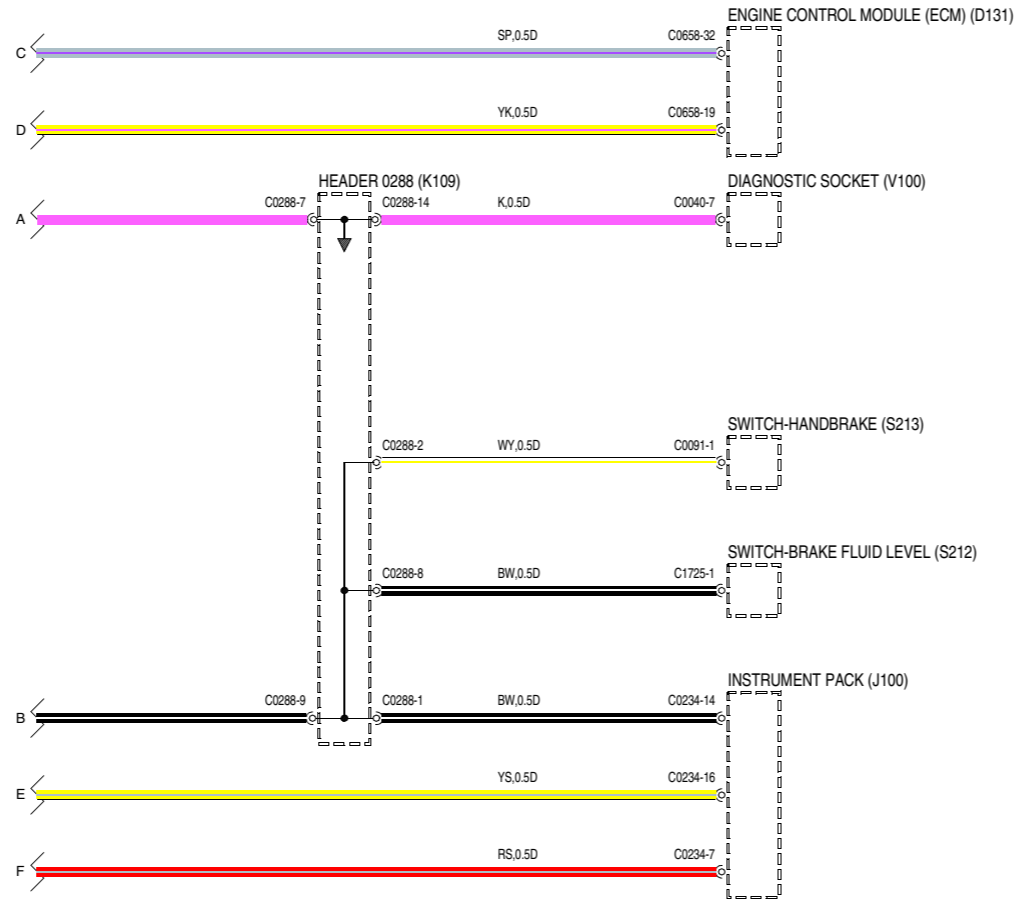 ENGINE CONTROL MODULE (ECM) (D131)
C SP,0.5D C0658-32
D YK,0.5D C0658-19
HEADER 0288 (K109) DIAGNOSTIC SOCKET (V100)
A C0288-7 C0288-14 K,0.5D C0040-7
SWITCH-HANDBRAKE (S213)
C0288-2 WY,0.5D C0091-1
SWITCH-BRAKE FLUID LEVEL (S212)
C0288-8 BW,0.5D C1725-1
INSTRUMENT PACK (J100)
B C0288-9 C0288-1 BW,0.5D C0234-14
E YS,0.5D C0234-16
F RS,0.5D C0234-7